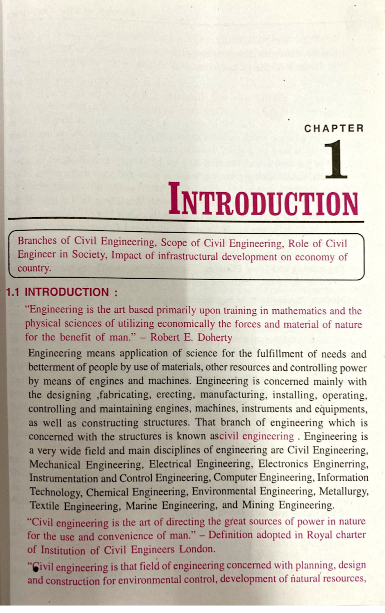 CHAPTER
1
INTRODUCTION
Branches of Civil Engineering, Scope of Civil Engineering, Role of Civil
Engineer in Society, Impact of infrastructural development on economy of
country.
1.1 INTRODUCTION :
"Engineering is the art based primarily upon training in mathematics and the
physical sciences of utilizing economically the forces and material of nature
for the benefit of man." – Robert E. Doherty
Engineering means application of science for the fulfillment of needs and
betterment of people by use of materials, other resources and controlling power
by means of engines and machines. Engineering is concerned mainly with
the designing ,fabricating, erecting, manufacturing, installing, operating,
controlling and maintaining engines, machines, instruments and equipments,
as well as constructing structures. That branch of engineering which is
concerned with the structures is known ascivil engineering . Engineering is
a very wide field and main disciplines of engineering are Civil Engineering,
Mechanical Engineering, Electrical Engineering, Electronics Enginerring,
Instrumentation and Control Engineering, Computer Engineering, Information
Technology, Chemical Engineering, Environmental Engineering, Metallurgy,
Textile Engineering, Marine Engineering, and Mining Engineering.
"Civil engineering is the art of directing the great sources of power in nature
for the use and convenience of man." – Definition adopted in Royal charter
of Institution of Civil Engineers London.
"Civil engineering is that field of engineering concerned with planning, design
and construction for environmental control, development of natural resources,